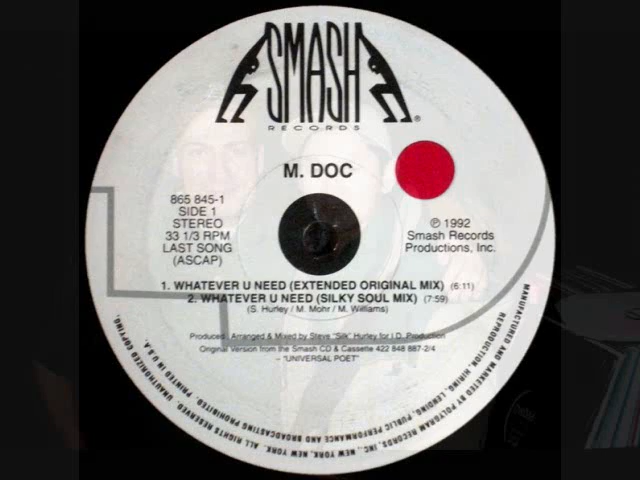 SMASH
RECORDS
®
M. DOC
865 845-1
SIDE 1
STEREO
33 1/3 RPM
LAST SONG
(ASCAP)
℗ 1992
Smash Records
Productions, Inc.
1. WHATEVER U NEED (EXTENDED ORIGINAL MIX) (6:11)
2. WHATEVER U NEED (SILKY SOUL MIX) (7:59)
(S. Hurley / M. Mohr / M. Williams)
Produced, Arranged & Mixed by Steve "Silk" Hurley for I.D. Production
Original Version from the Smash CD & Cassette 422 848 887-2/4
– "UNIVERSAL POET"
MANUFACTURED AND MARKETED BY POLYGRAM RECORDS, INC., NEW YORK, NEW YORK. ALL RIGHTS RESERVED. UNAUTHORIZED COPYING,
REPRODUCTION, HIRING, LENDING, PUBLIC PERFORMANCE AND BROADCASTING PROHIBITED. PRINTED IN U.S.A.